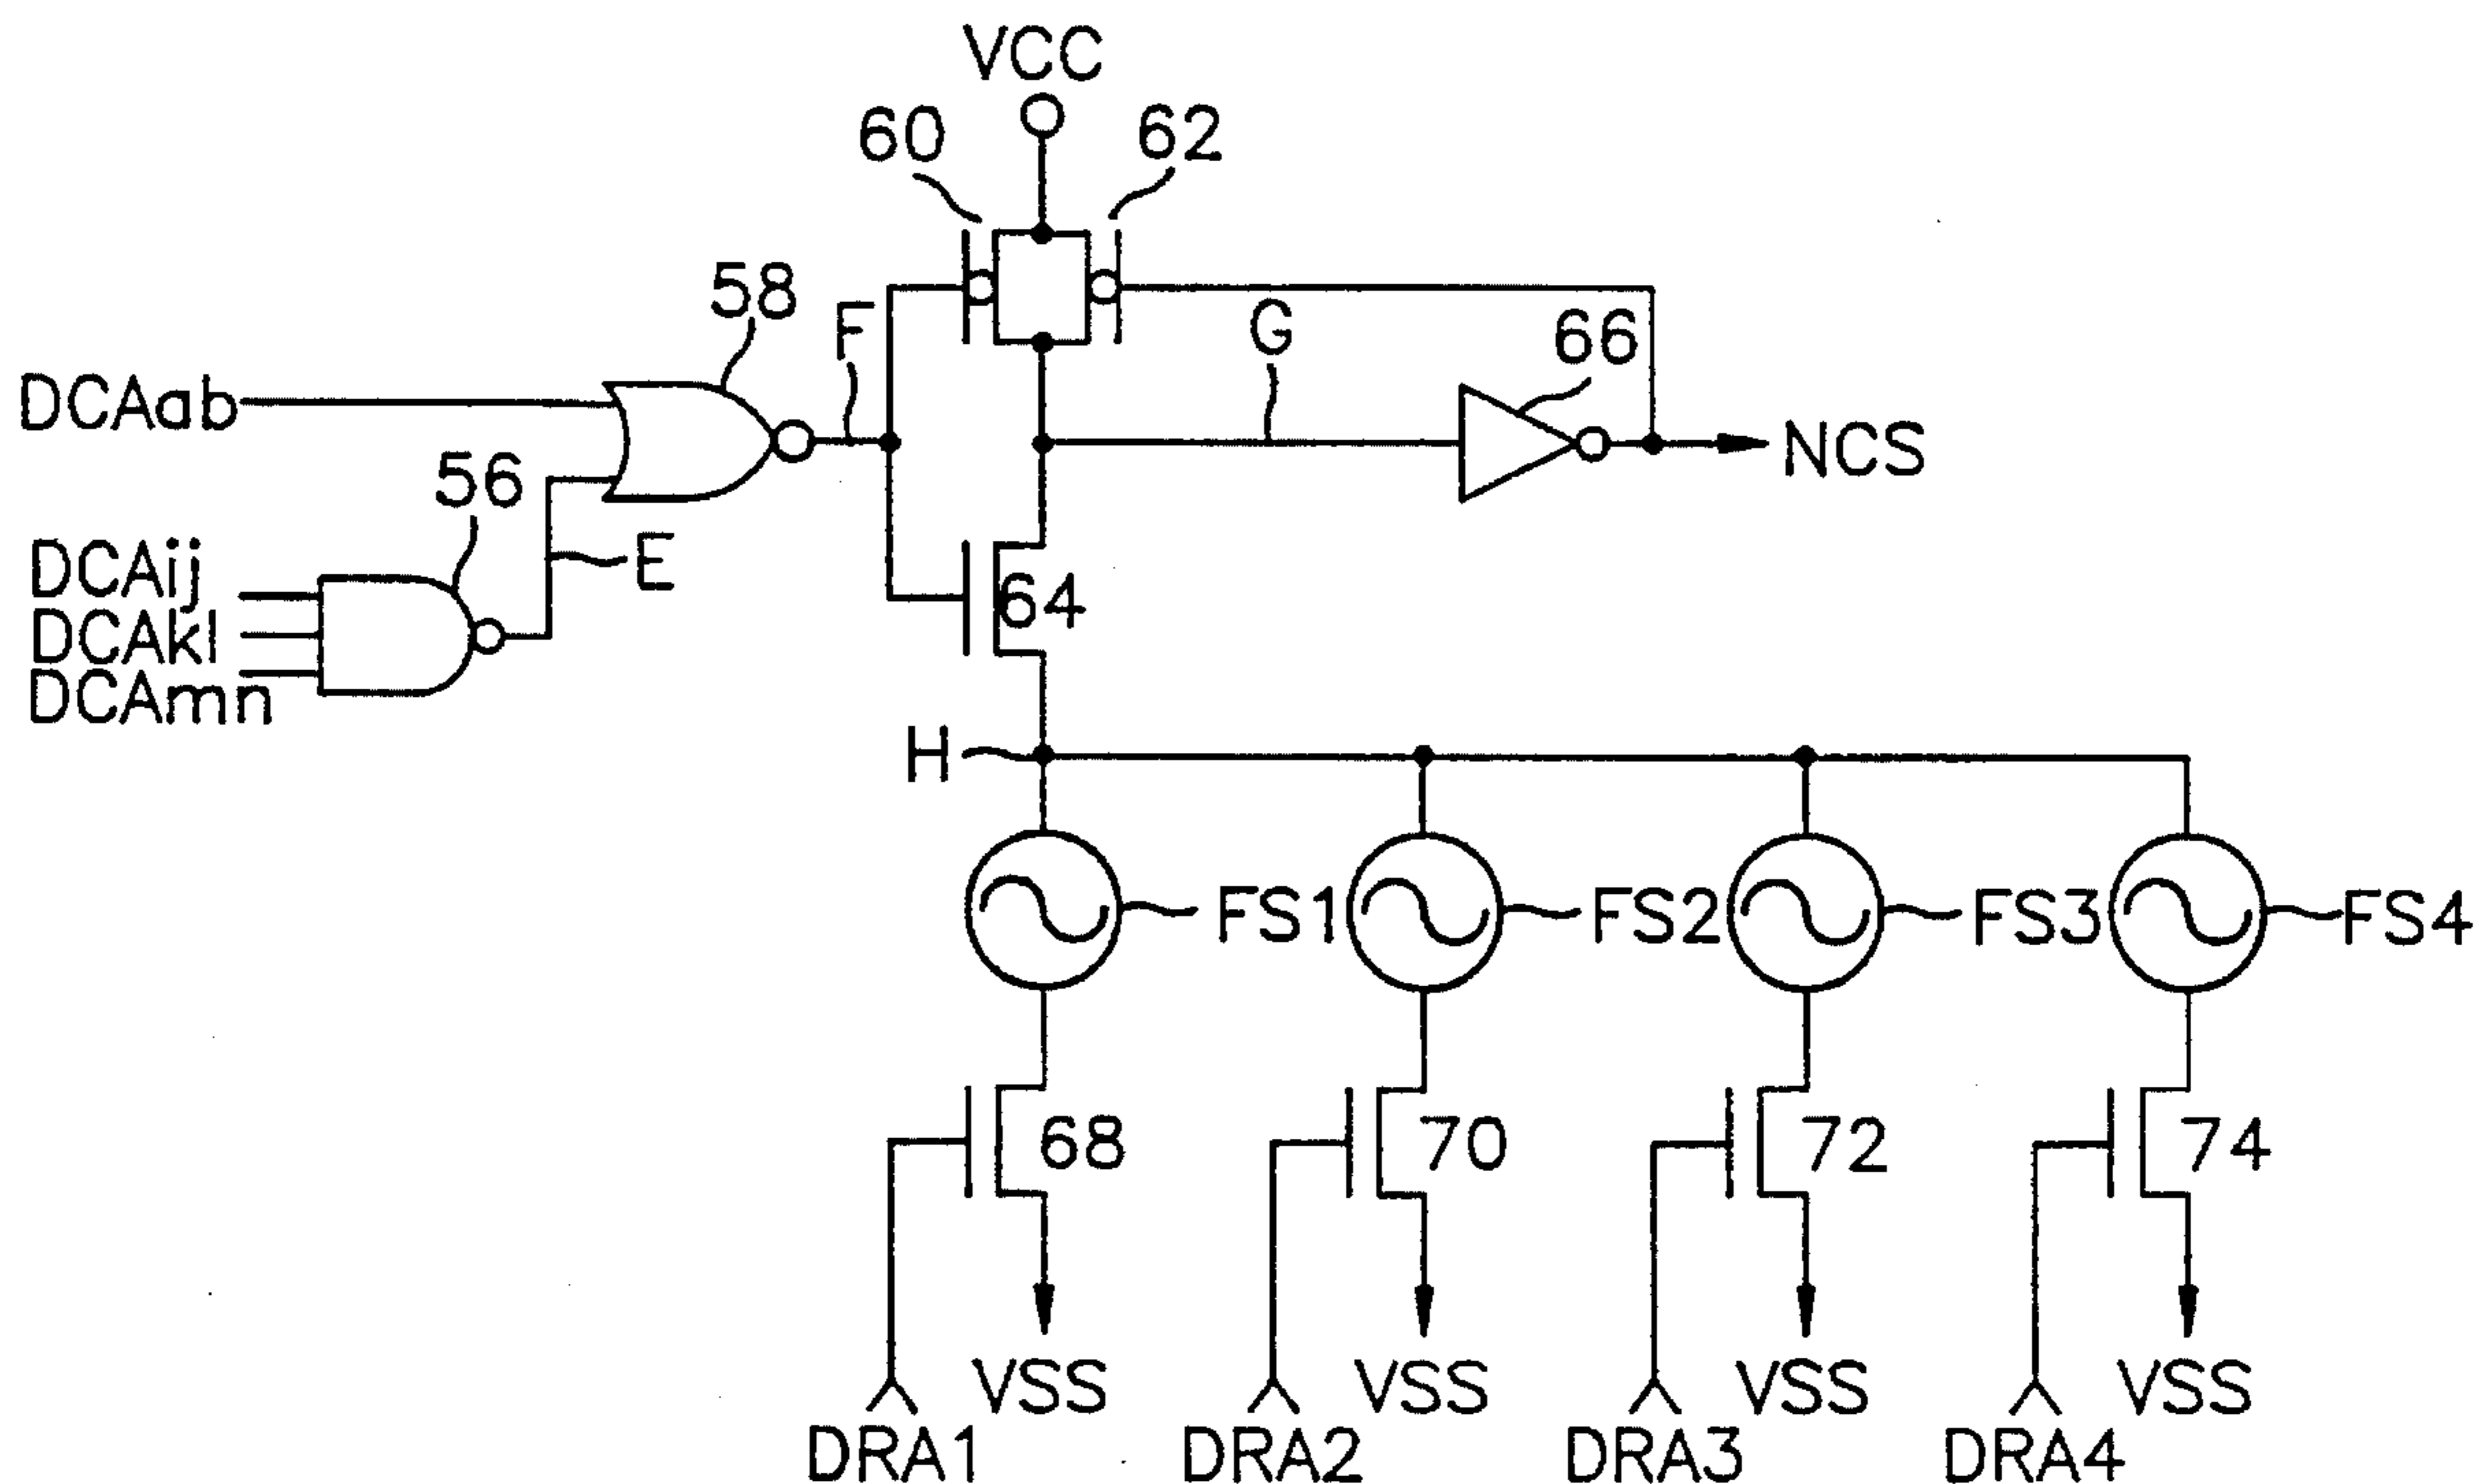 VCC
60
62
58
F
G
66
DCAab
NCS
56
DCAij
E
64
DCAkl
DCAmn
H
FS1
FS2
FS3
FS4
68
70
72
74
VSS
VSS
VSS
VSS
DRA1
DRA2
DRA3
DRA4